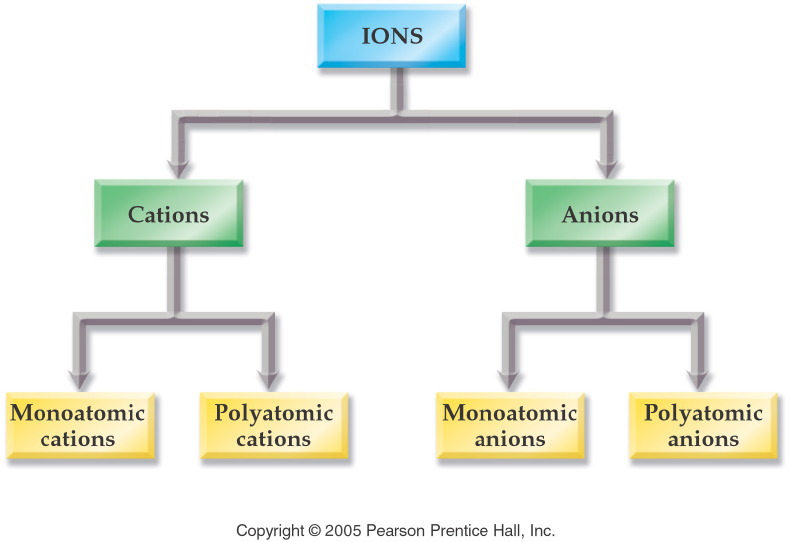 IONS
Cations
Anions
Monoatomic
cations
Polyatomic
cations
Monoatomic
anions
Polyatomic
anions
Copyright © 2005 Pearson Prentice Hall, Inc.